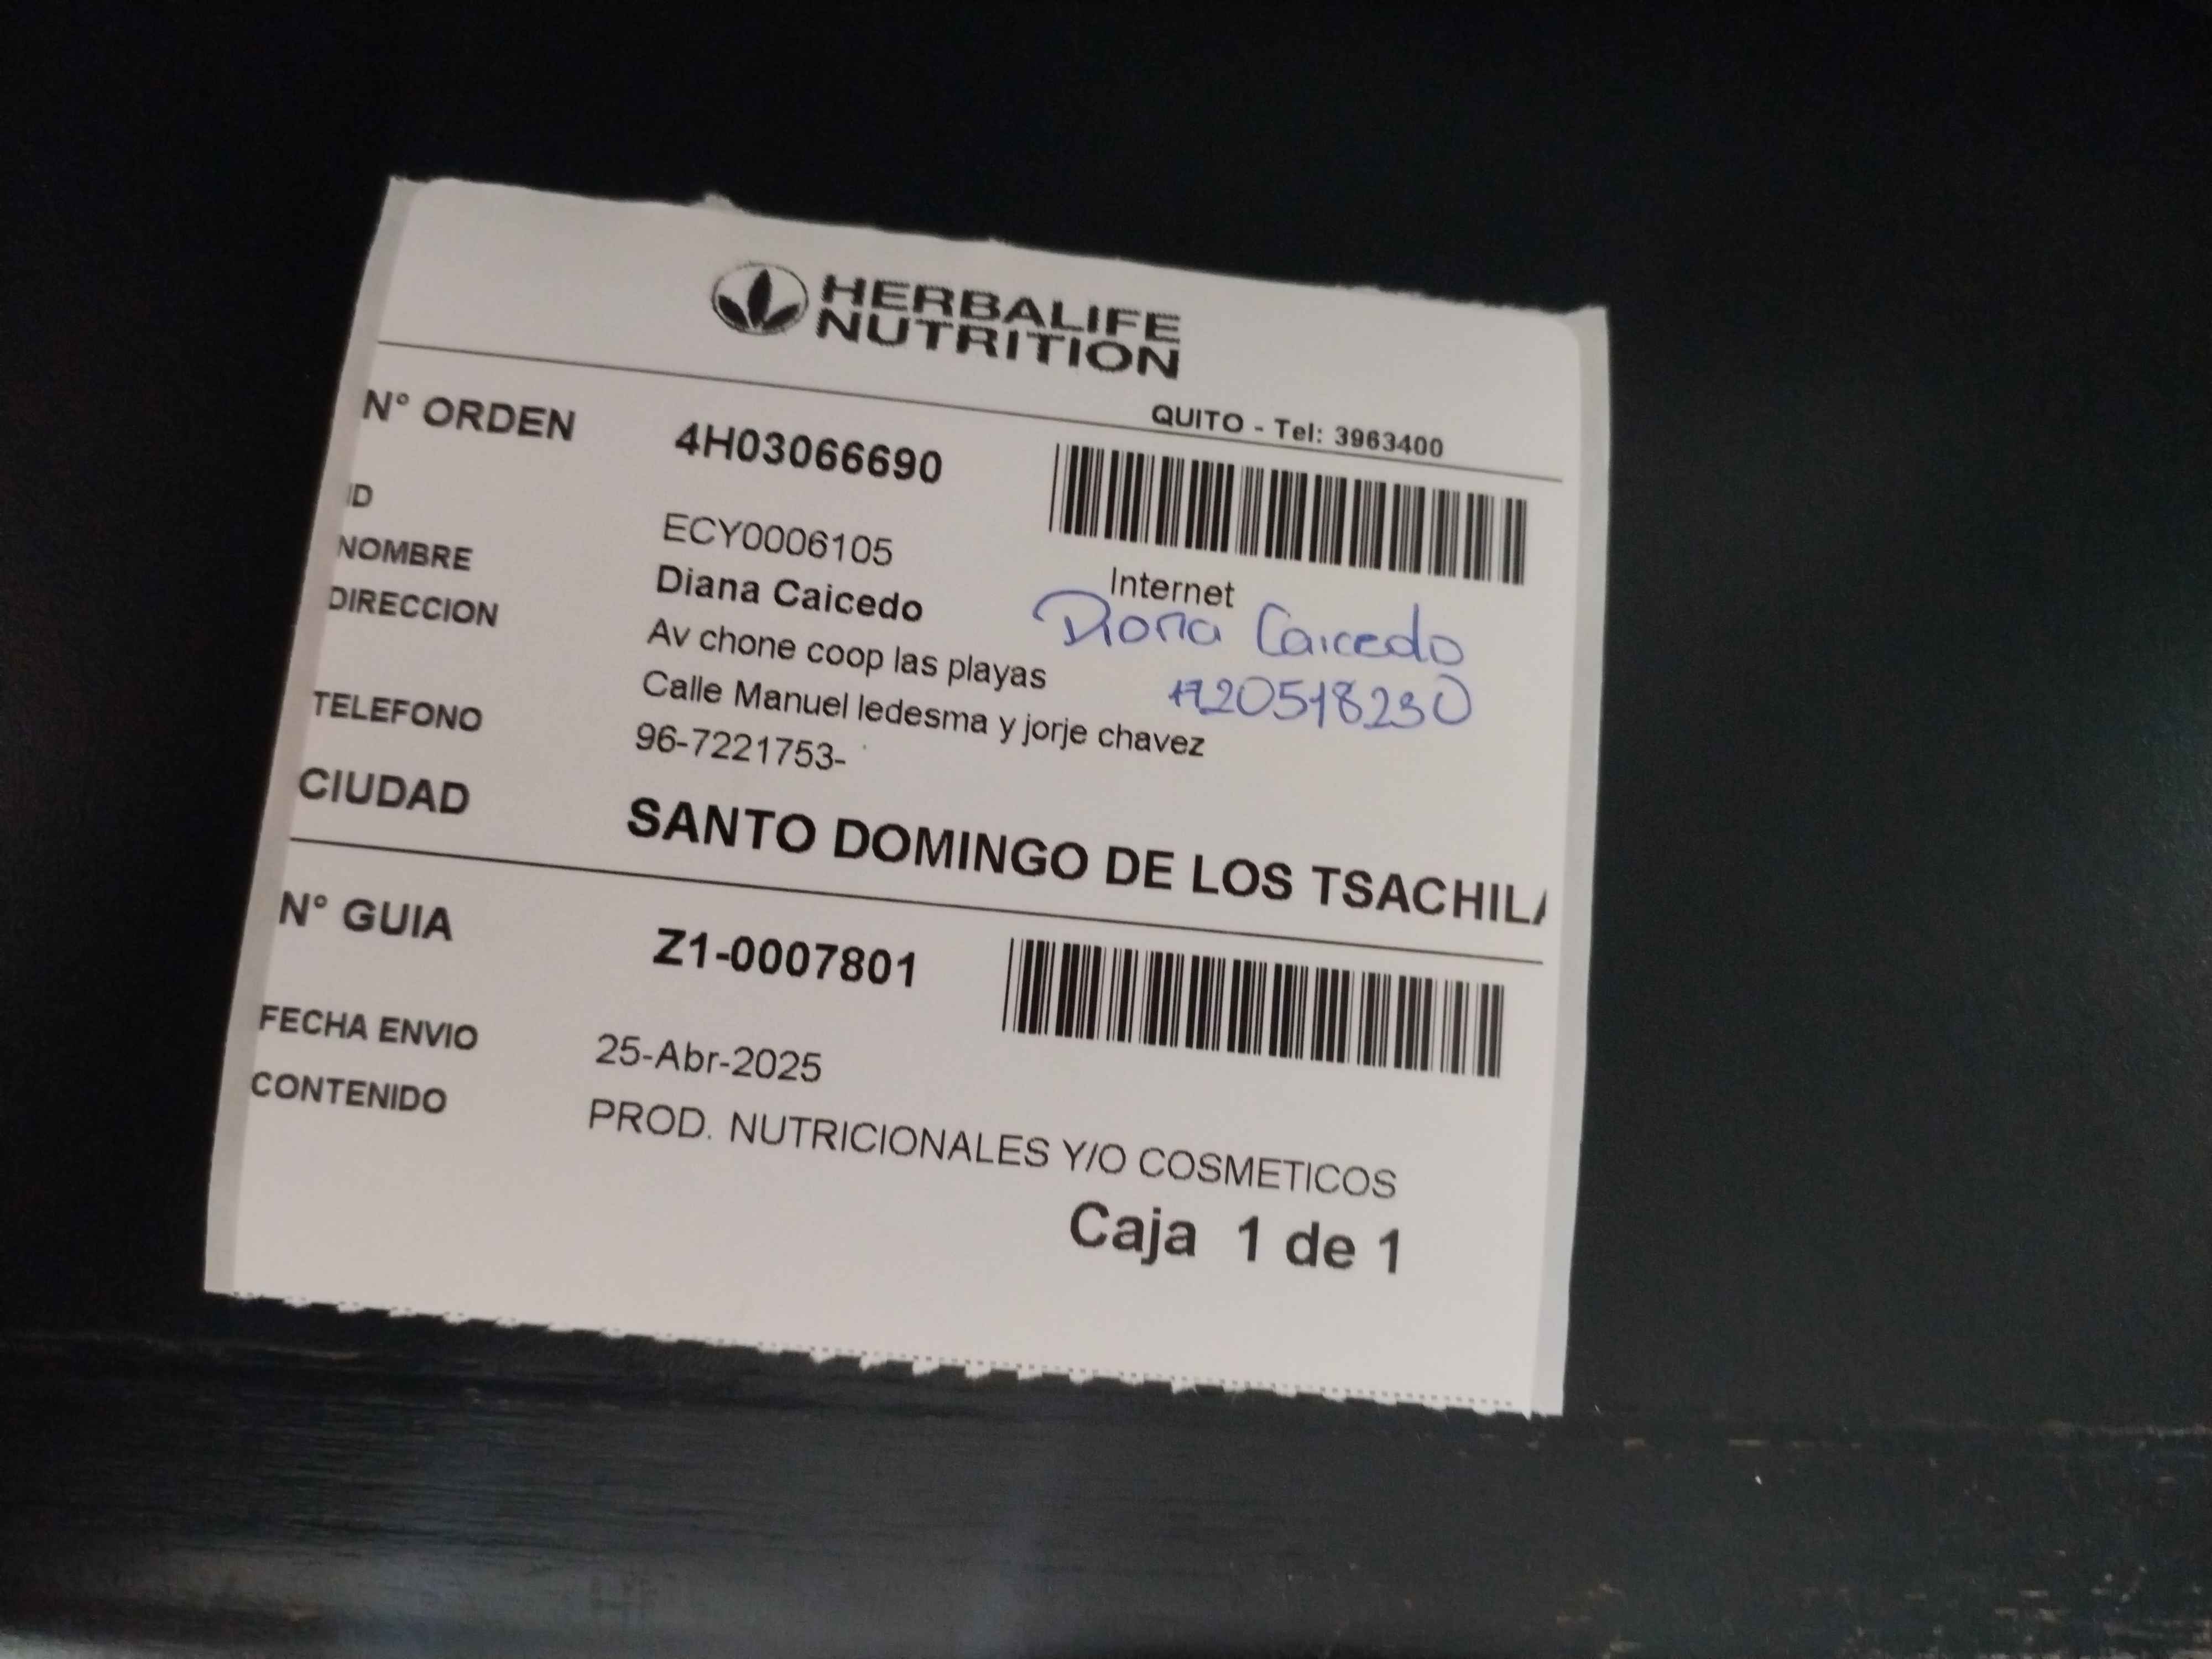 HERBALIFE
NUTRITION
QUITO - Tel: 3963400
N° ORDEN 4H03066690
ID ECY0006105 Internet
NOMBRE Diana Caicedo
Diana Caicedo
DIRECCION Av chone coop las playas
1720518230
Calle Manuel ledesma y jorje chavez
TELEFONO 96-7221753-
CIUDAD SANTO DOMINGO DE LOS TSACHILA
N° GUIA Z1-0007801
FECHA ENVIO 25-Abr-2025
CONTENIDO PROD. NUTRICIONALES Y/O COSMETICOS
Caja 1 de 1